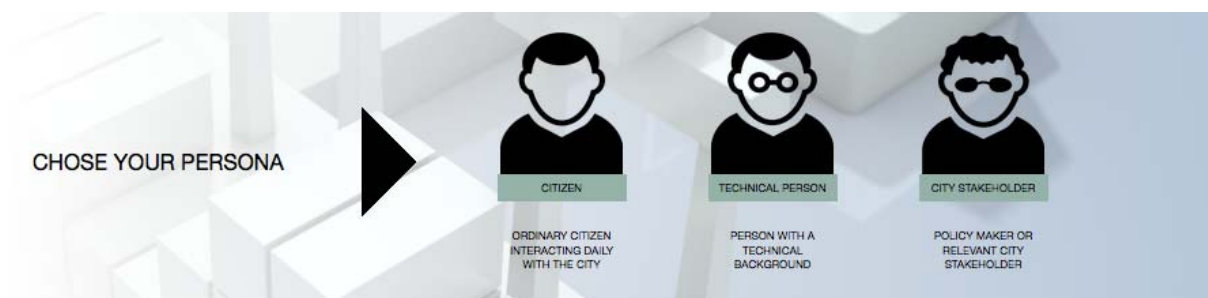 CHOSE YOUR PERSONA
CITIZEN
TECHNICAL PERSON
CITY STAKEHOLDER
ORDINARY CITIZEN
INTERACTING DAILY
WITH THE CITY
PERSON WITH A
TECHNICAL
BACKGROUND
POLICY MAKER OR
RELEVANT CITY
STAKEHOLDER